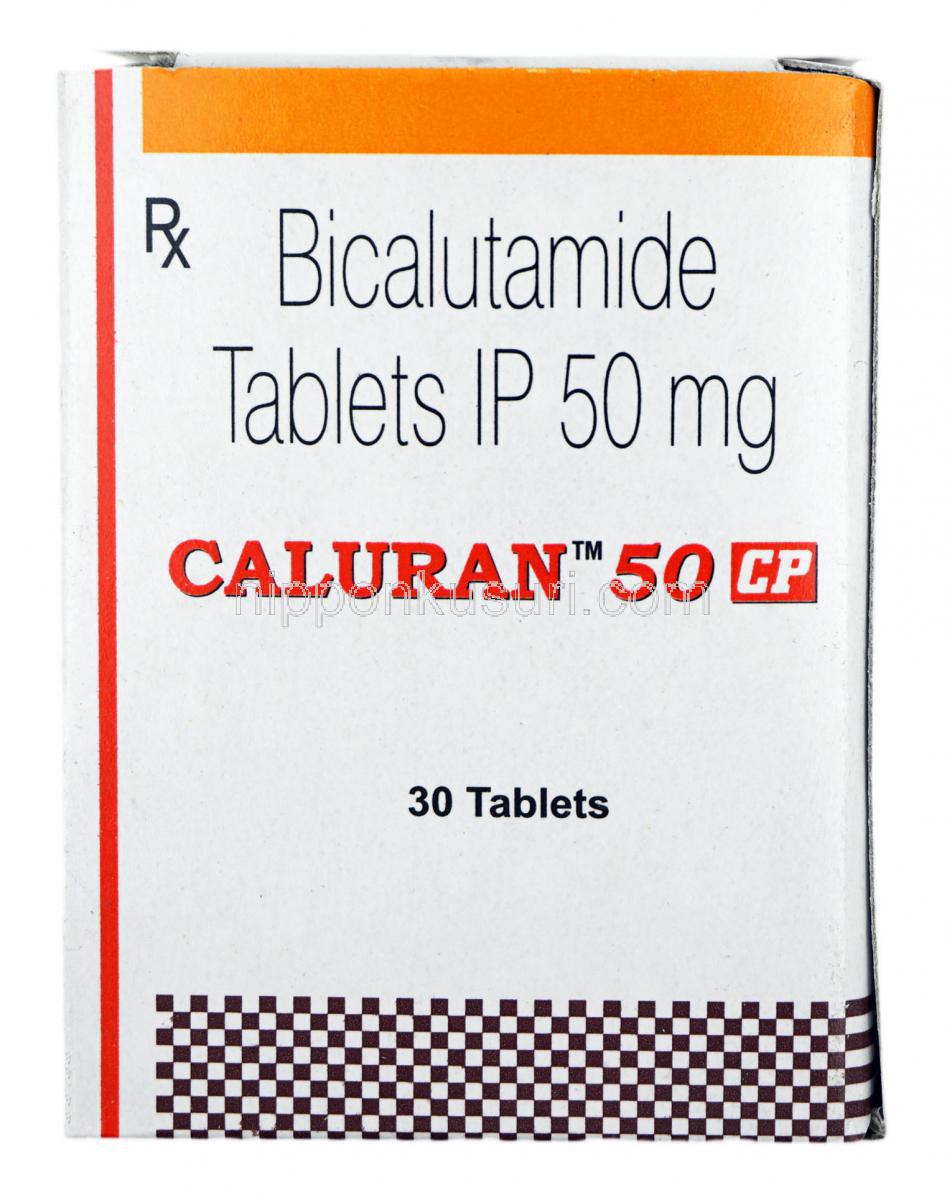 Rx Bicalutamide
Tablets IP 50 mg
CALURAN™ 50 CP
nipponkusuri.com
30 Tablets